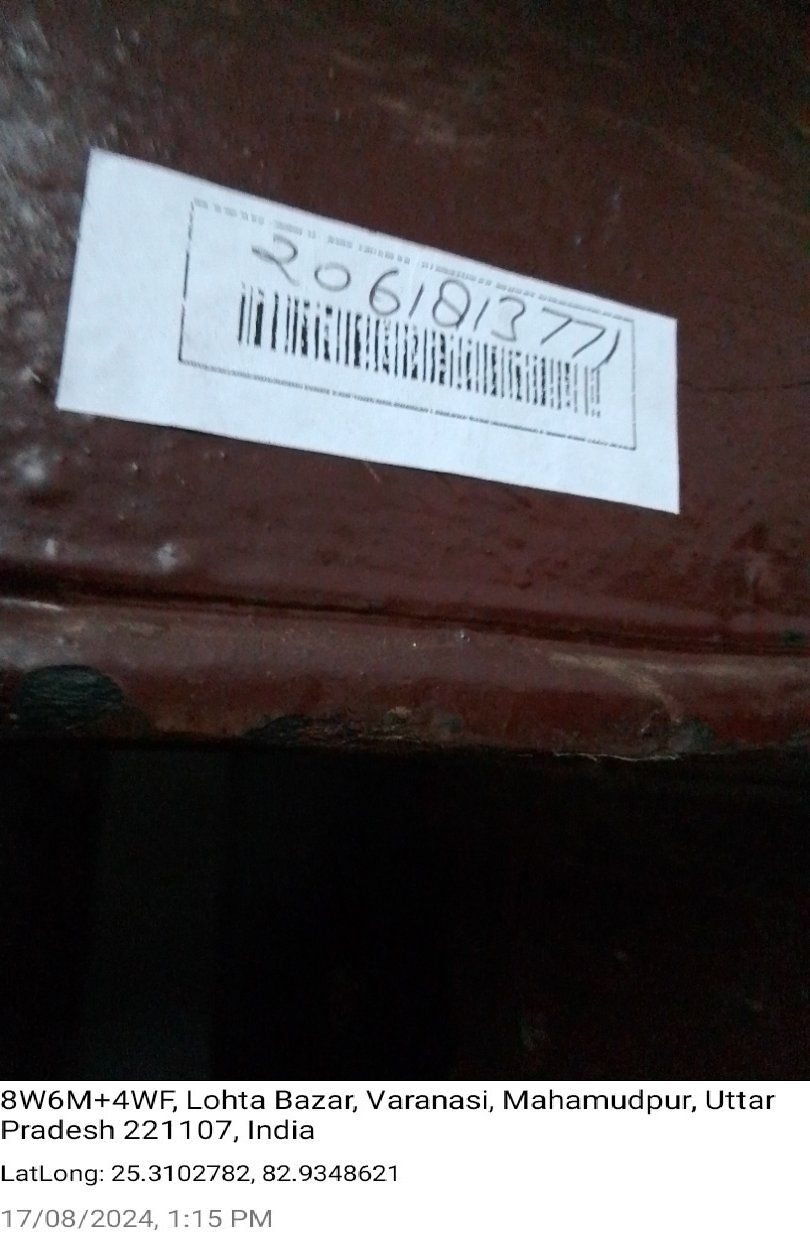 2061813771
8W6M+4WF, Lohta Bazar, Varanasi, Mahamudpur, Uttar
Pradesh 221107, India
LatLong: 25.3102782, 82.9348621
17/08/2024, 1:15 PM